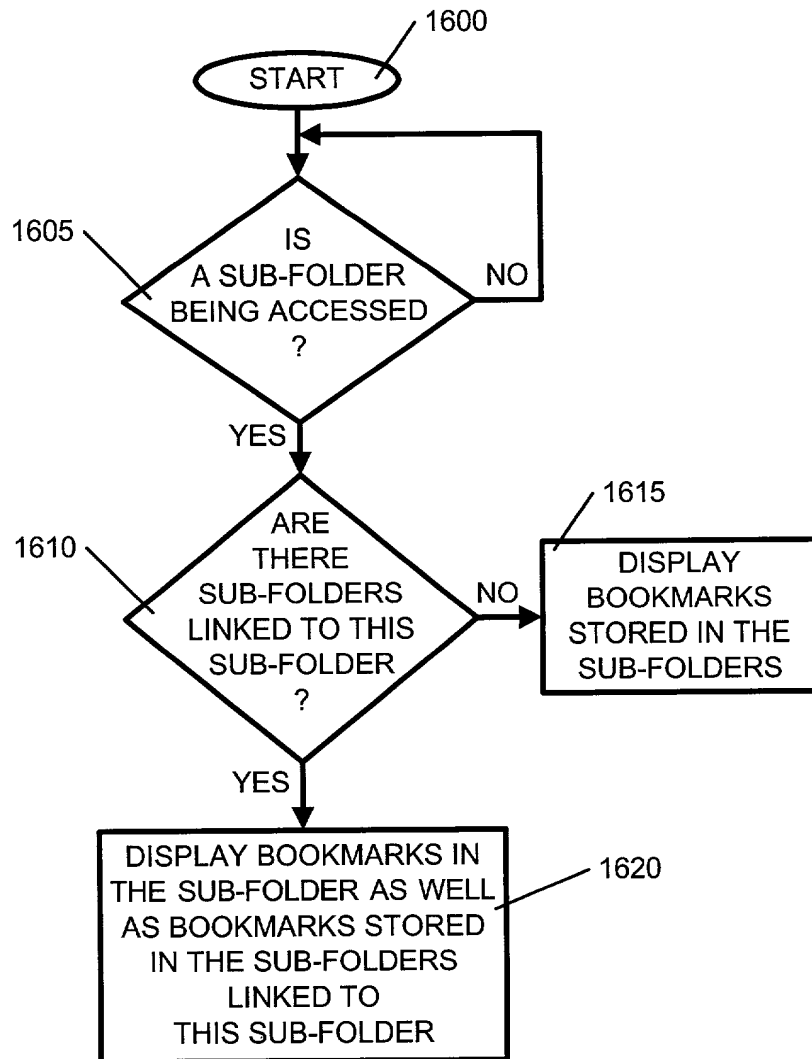 1600
START
1605
IS
A SUB-FOLDER
BEING ACCESSED
?
NO
YES
1610
ARE
THERE
SUB-FOLDERS
LINKED TO THIS
SUB-FOLDER
?
NO
1615
DISPLAY
BOOKMARKS
STORED IN THE
SUB-FOLDERS
YES
1620
DISPLAY BOOKMARKS IN
THE SUB-FOLDER AS WELL
AS BOOKMARKS STORED
IN THE SUB-FOLDERS
LINKED TO
THIS SUB-FOLDER